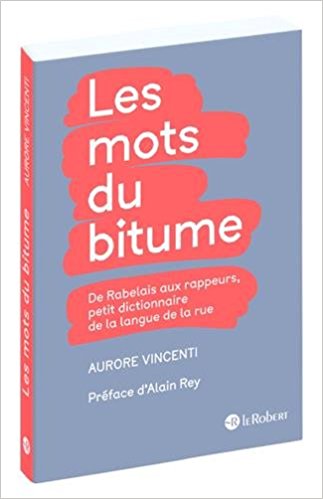 Les
mots
du
bitume
De Rabelais aux rappeurs,
petit dictionnaire
de la langue de la rue
AURORE VINCENTI
Préface d'Alain Rey
R le Robert
AURORE VINCENTI
Les mots du bitume
R